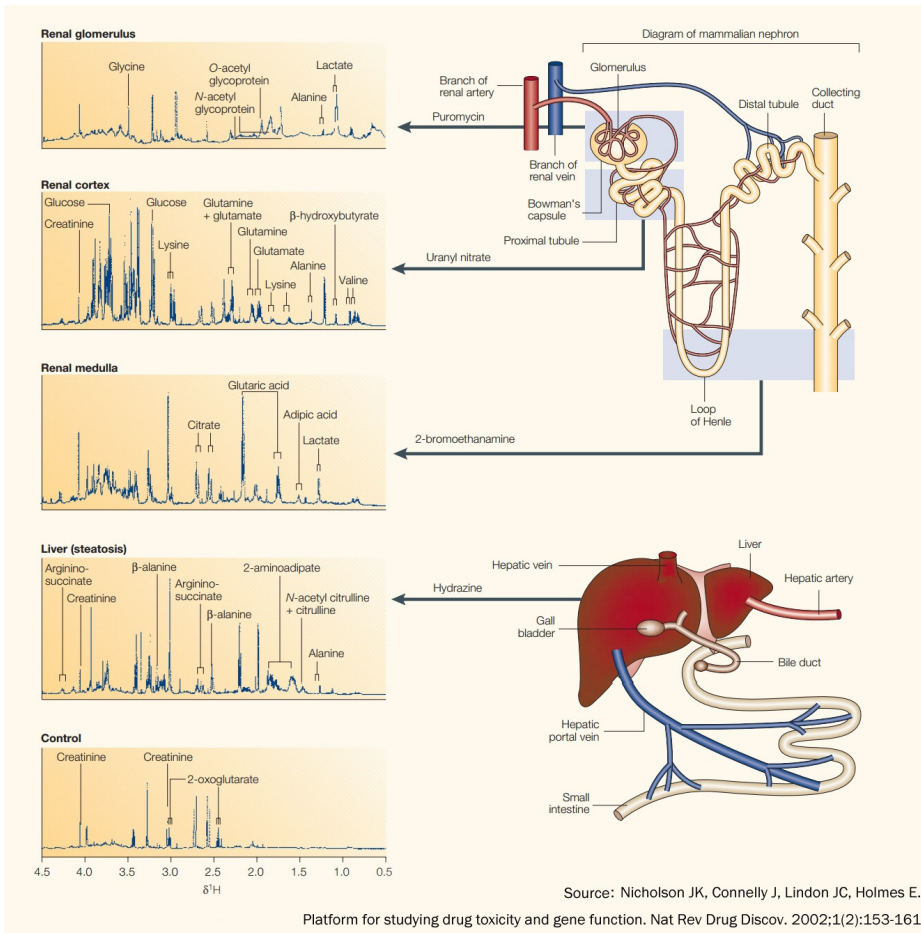 Renal glomerulus
Glycine
O-acetyl
glycoprotein
N-acetyl
glycoprotein
Lactate
Alanine
Renal cortex
Glucose
Creatinine
Glucose
Lysine
Glutamine
+ glutamate
Glutamine
Glutamate
Lysine
β-hydroxybutyrate
Alanine
Valine
Renal medulla
Citrate
Glutaric acid
Adipic acid
Lactate
Liver (steatosis)
Arginino-
succinate
Creatinine
β-alanine
Arginino-
succinate
β-alanine
2-aminoadipate
N-acetyl citrulline
+ citrulline
Alanine
Control
Creatinine
Creatinine
2-oxoglutarate
4.5 4.0 3.5 3.0 2.5 2.0 1.5 1.0 0.5
δ¹H
Puromycin
Uranyl nitrate
2-bromoethanamine
Hydrazine
Diagram of mammalian nephron
Branch of
renal artery
Glomerulus
Distal tubule
Collecting
duct
Branch of
renal vein
Bowman's
capsule
Proximal tubule
Loop
of Henle
Hepatic vein
Liver
Hepatic artery
Gall
bladder
Bile duct
Hepatic
portal vein
Small
intestine
Source: Nicholson JK, Connelly J, Lindon JC, Holmes E.
Platform for studying drug toxicity and gene function. Nat Rev Drug Discov. 2002;1(2):153-161